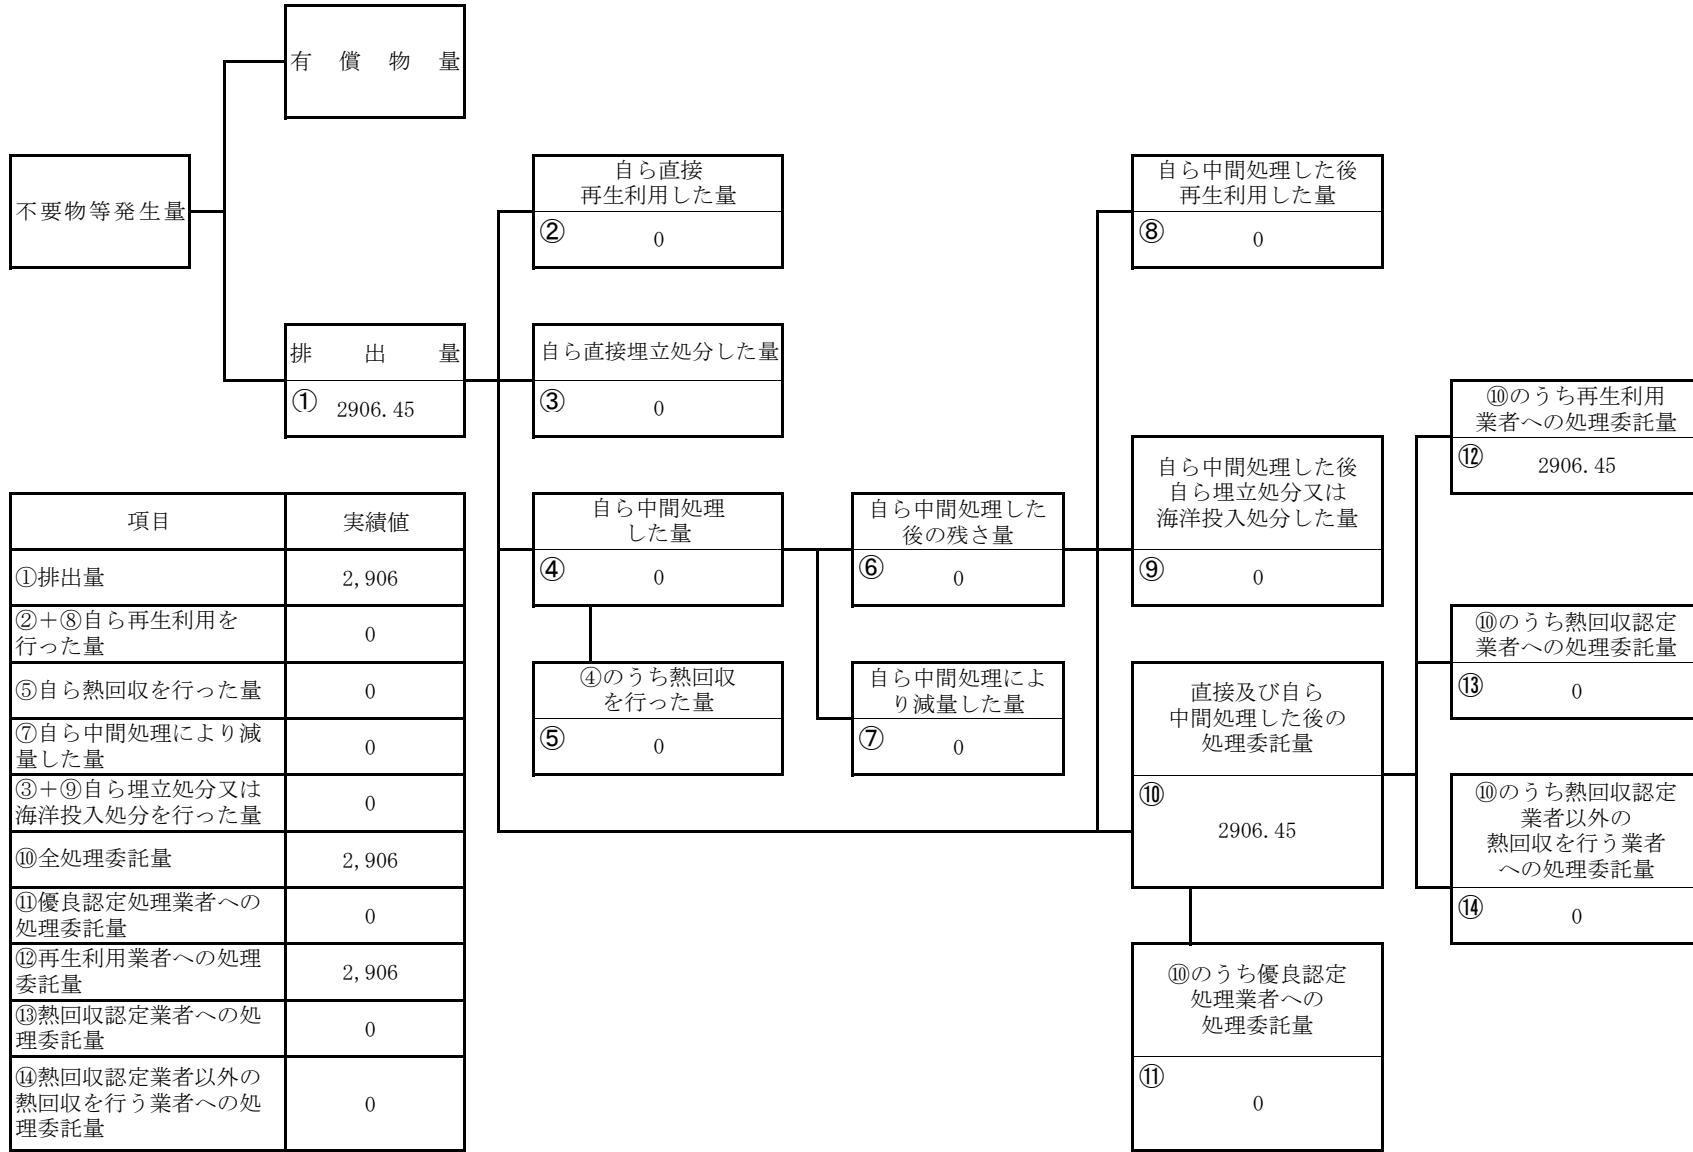 有償物量
不要物等発生量
排出量
① 2906.45
自ら直接
再生利用した量
② 0
自ら直接埋立処分した量
③ 0
自ら中間処理
した量
④ 0
④のうち熱回収
を行った量
⑤ 0
自ら中間処理した
後の残さ量
⑥ 0
自ら中間処理によ
り減量した量
⑦ 0
自ら中間処理した後
再生利用した量
⑧ 0
自ら中間処理した後
自ら埋立処分又は
海洋投入処分した量
⑨ 0
直接及び自ら
中間処理した後の
処理委託量
⑩
2906.45
⑩のうち優良認定
処理業者への
処理委託量
⑪
0
⑩のうち再生利用
業者への処理委託量
⑫ 2906.45
⑩のうち熱回収認定
業者への処理委託量
⑬ 0
⑩のうち熱回収認定
業者以外の
熱回収を行う業者
への処理委託量
⑭ 0
項目 実績値
①排出量 2,906
②＋⑧自ら再生利用を
行った量 0
⑤自ら熱回収を行った量 0
⑦自ら中間処理により減
量した量 0
③＋⑨自ら埋立処分又は
海洋投入処分を行った量 0
⑩全処理委託量 2,906
⑪優良認定処理業者への
処理委託量 0
⑫再生利用業者への処理
委託量 2,906
⑬熱回収認定業者への処
理委託量 0
⑭熱回収認定業者以外の
熱回収を行う業者への処
理委託量 0